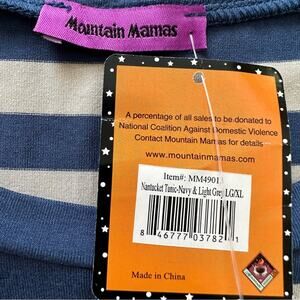 Mountain Mamas
A percentage of all sales to be donated to
National Coalition Against Domestic Violence
Contact Mountain Mamas for details
www.mountainmamas.com
Item#: MM4901
Nantucket Tunic-Navy & Light Grey LG/XL
8 46777 03782
Made in China